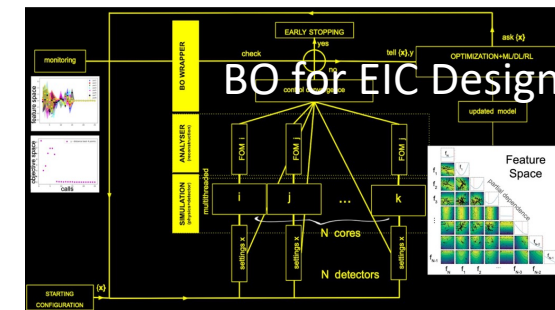 EARLY STOPPING
yes
ask {x}
monitoring
BO WRAPPER
check
tell {x},y
OPTIMIZATION+ML/DL/RL
no
BO for EIC Design
control convergence
feature space
updated model
objective space
calls
ANALYSER
(reconstruction)
FOM i
FOM j
FOM k
Feature
Space
partial dependence
SIMULATION
(physics+detector)
multithreaded
i
j
...
k
N cores
settings x
settings x
settings x
N detectors
STARTING
CONFIGURATION
{x}